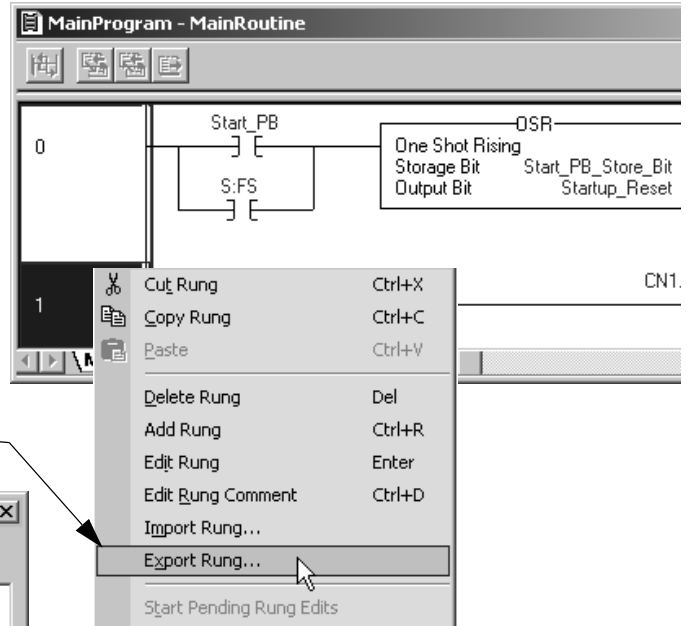 MainProgram - MainRoutine
0
Start_PB
S:FS
OSR
One Shot Rising
Storage Bit Start_PB_Store_Bit
Output Bit Startup_Reset
1
CN1.
Cut Rung Ctrl+X
Copy Rung Ctrl+C
Paste Ctrl+V
Delete Rung Del
Add Rung Ctrl+R
Edit Rung Enter
Edit Rung Comment Ctrl+D
Import Rung...
Export Rung...
Start Pending Rung Edits